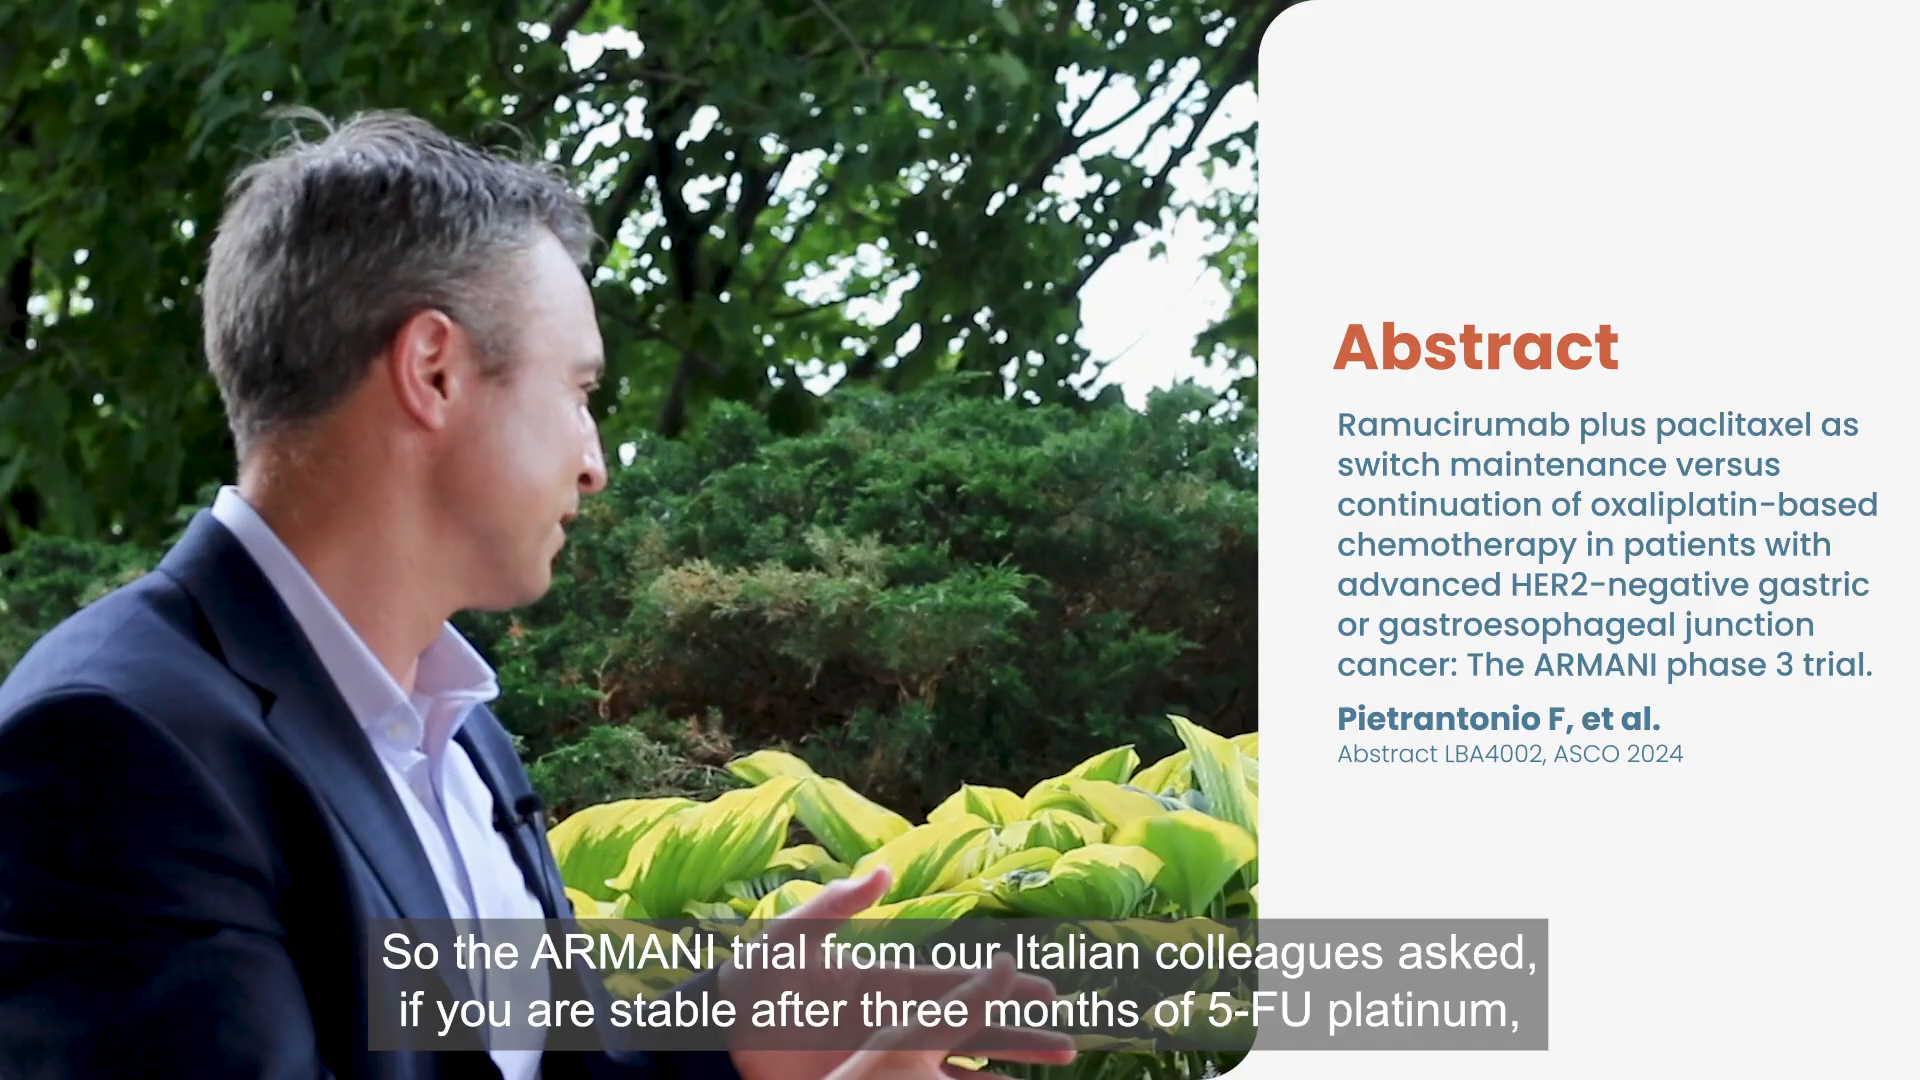 Abstract
Ramucirumab plus paclitaxel as
switch maintenance versus
continuation of oxaliplatin-based
chemotherapy in patients with
advanced HER2-negative gastric
or gastroesophageal junction
cancer: The ARMANI phase 3 trial.
Pietrantonio F, et al.
Abstract LBA4002, ASCO 2024
So the ARMANI trial from our Italian colleagues asked,
if you are stable after three months of 5-FU platinum,